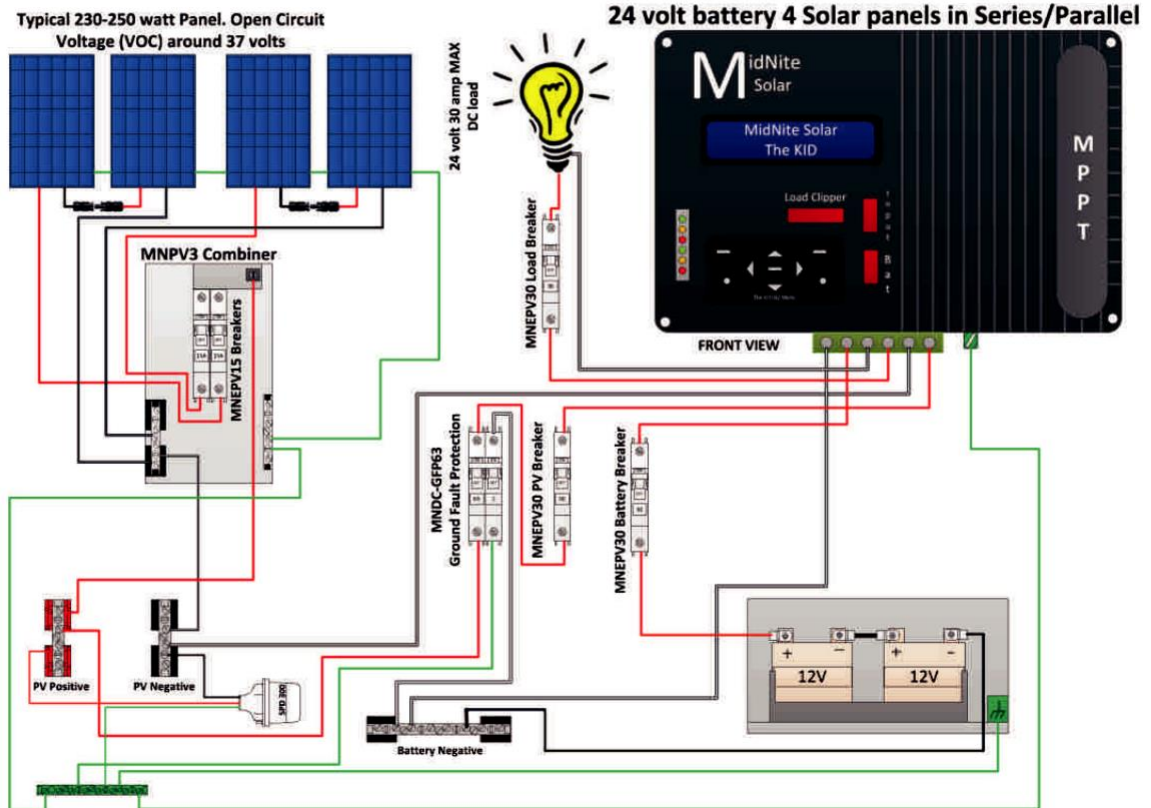 Typical 230-250 watt Panel. Open Circuit
Voltage (VOC) around 37 volts
24 volt battery 4 Solar panels in Series/Parallel
24 volt 30 amp MAX
DC load
MidNite
Solar
MidNite Solar
The KID
Load Clipper
Input
Bat
MPPT
FRONT VIEW
MNEPV30 Load Breaker
MNPV3 Combiner
MNEPV15 Breakers
MNDC-GFP63
Ground Fault Protection
MNEPV30 PV Breaker
MNEPV30 Battery Breaker
PV Positive
PV Negative
SPD 300
Battery Negative
+
-
+
-
12V
12V